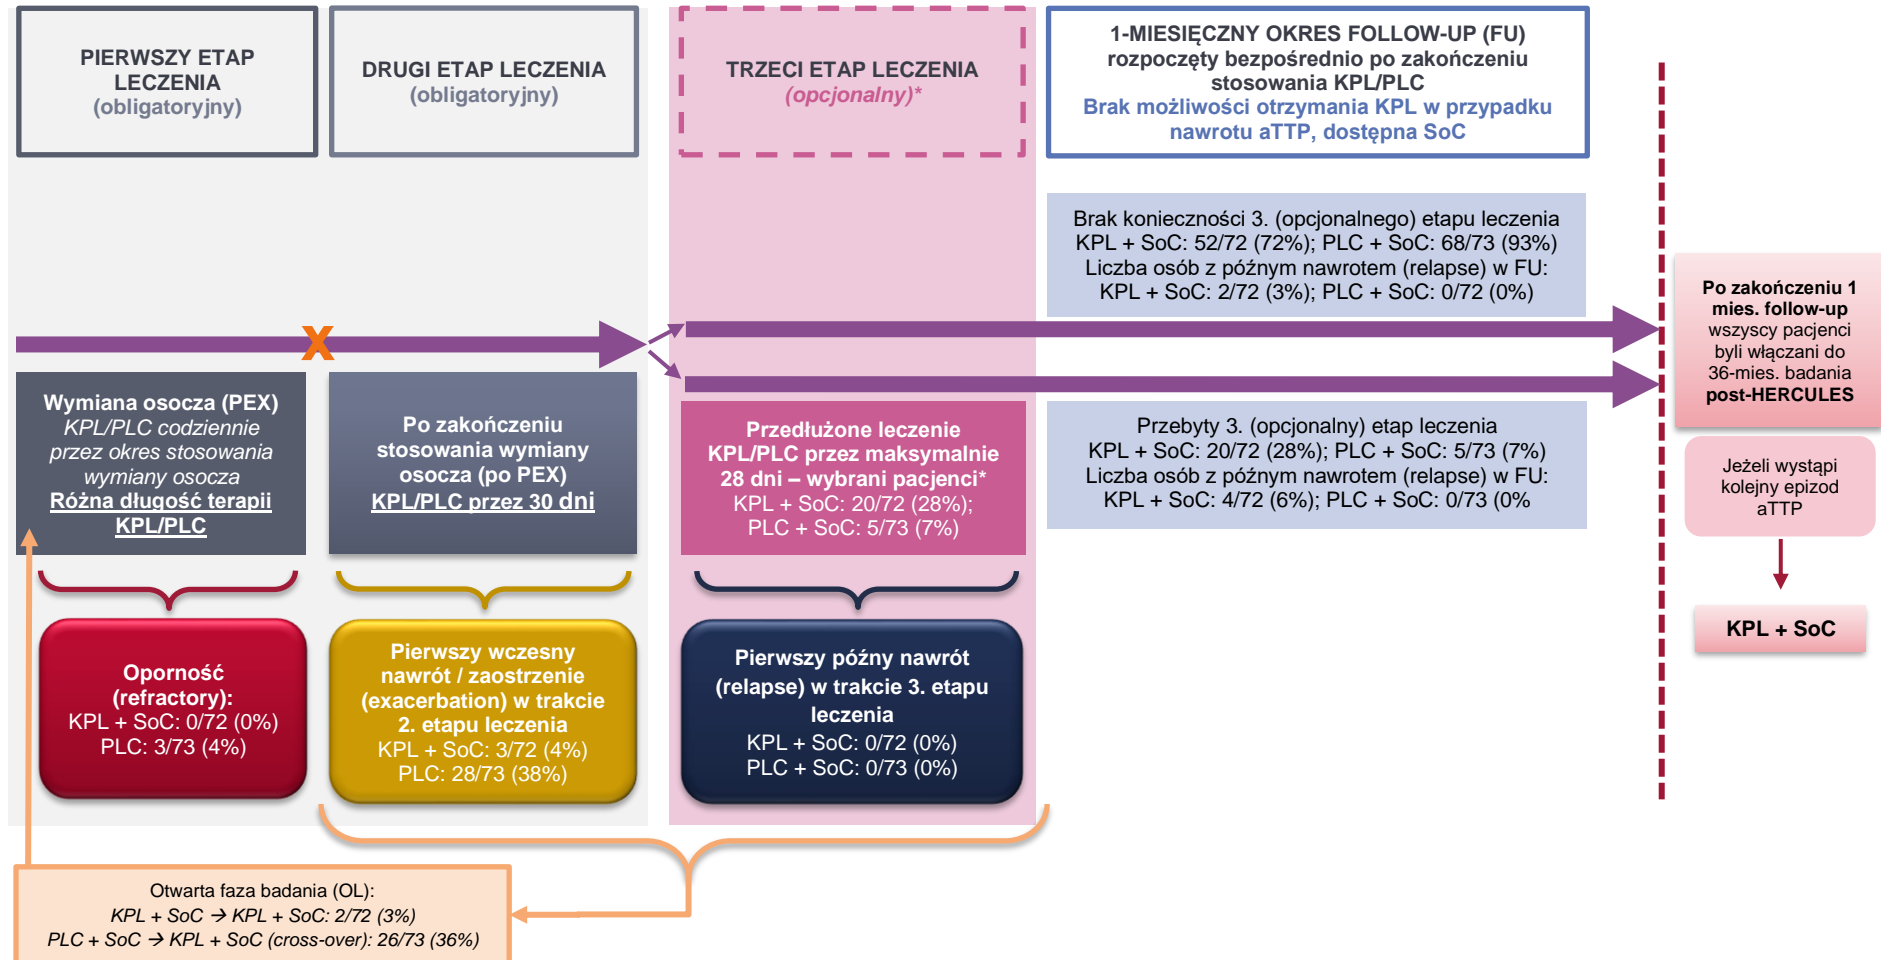 PIERWSZY ETAP
LECZENIA
(obligatoryjny)
DRUGI ETAP LECZENIA
(obligatoryjny)
TRZECI ETAP LECZENIA
(opcjonalny)*
1-MIESIĘCZNY OKRES FOLLOW-UP (FU)
rozpoczęty bezpośrednio po zakończeniu
stosowania KPL/PLC
Brak możliwości otrzymania KPL w przypadku
nawrotu aTTP, dostępna SoC
Brak konieczności 3. (opcjonalnego) etapu leczenia
KPL + SoC: 52/72 (72%); PLC + SoC: 68/73 (93%)
Liczba osób z późnym nawrotem (relapse) w FU:
KPL + SoC: 2/72 (3%); PLC + SoC: 0/72 (0%)
X
Wymiana osocza (PEX)
KPL/PLC codziennie
przez okres stosowania
wymiany osocza
Różna długość terapii
KPL/PLC
Po zakończeniu
stosowania wymiany
osocza (po PEX)
KPL/PLC przez 30 dni
Przedłużone leczenie
KPL/PLC przez maksymalnie
28 dni – wybrani pacjenci*
KPL + SoC: 20/72 (28%);
PLC + SoC: 5/73 (7%)
Przebyty 3. (opcjonalny) etap leczenia
KPL + SoC: 20/72 (28%); PLC + SoC: 5/73 (7%)
Liczba osób z późnym nawrotem (relapse) w FU:
KPL + SoC: 4/72 (6%); PLC + SoC: 0/73 (0%
Po zakończeniu 1
mies. follow-up
wszyscy pacjenci
byli włączani do
36-mies. badania
post-HERCULES
Jeżeli wystąpi
kolejny epizod
aTTP
KPL + SoC
Oporność
(refractory):
KPL + SoC: 0/72 (0%)
PLC: 3/73 (4%)
Pierwszy wczesny
nawrót / zaostrzenie
(exacerbation) w trakcie
2. etapu leczenia
KPL + SoC: 3/72 (4%)
PLC: 28/73 (38%)
Pierwszy późny nawrót
(relapse) w trakcie 3. etapu
leczenia
KPL + SoC: 0/72 (0%)
PLC + SoC: 0/73 (0%)
Otwarta faza badania (OL):
KPL + SoC → KPL + SoC: 2/72 (3%)
PLC + SoC → KPL + SoC (cross-over): 26/73 (36%)